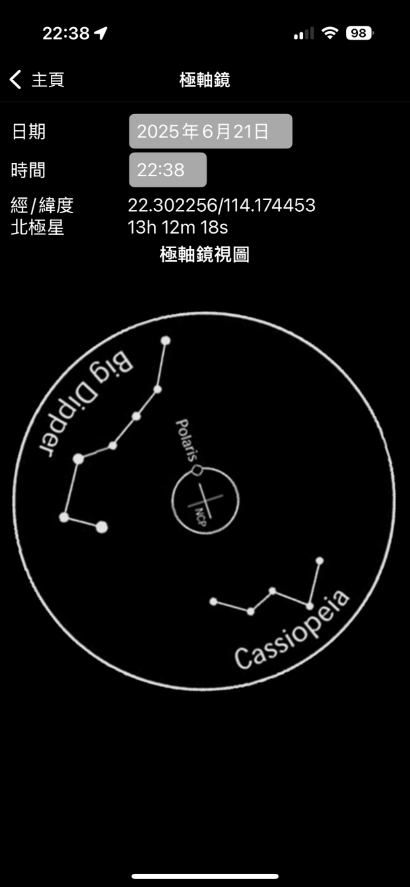 22:38
98
主頁
極軸鏡
日期 2025年6月21日
時間 22:38
經/緯度 22.302256/114.174453
北極星 13h 12m 18s
極軸鏡視圖
Big Dipper
Polaris
NCP
Cassiopeia